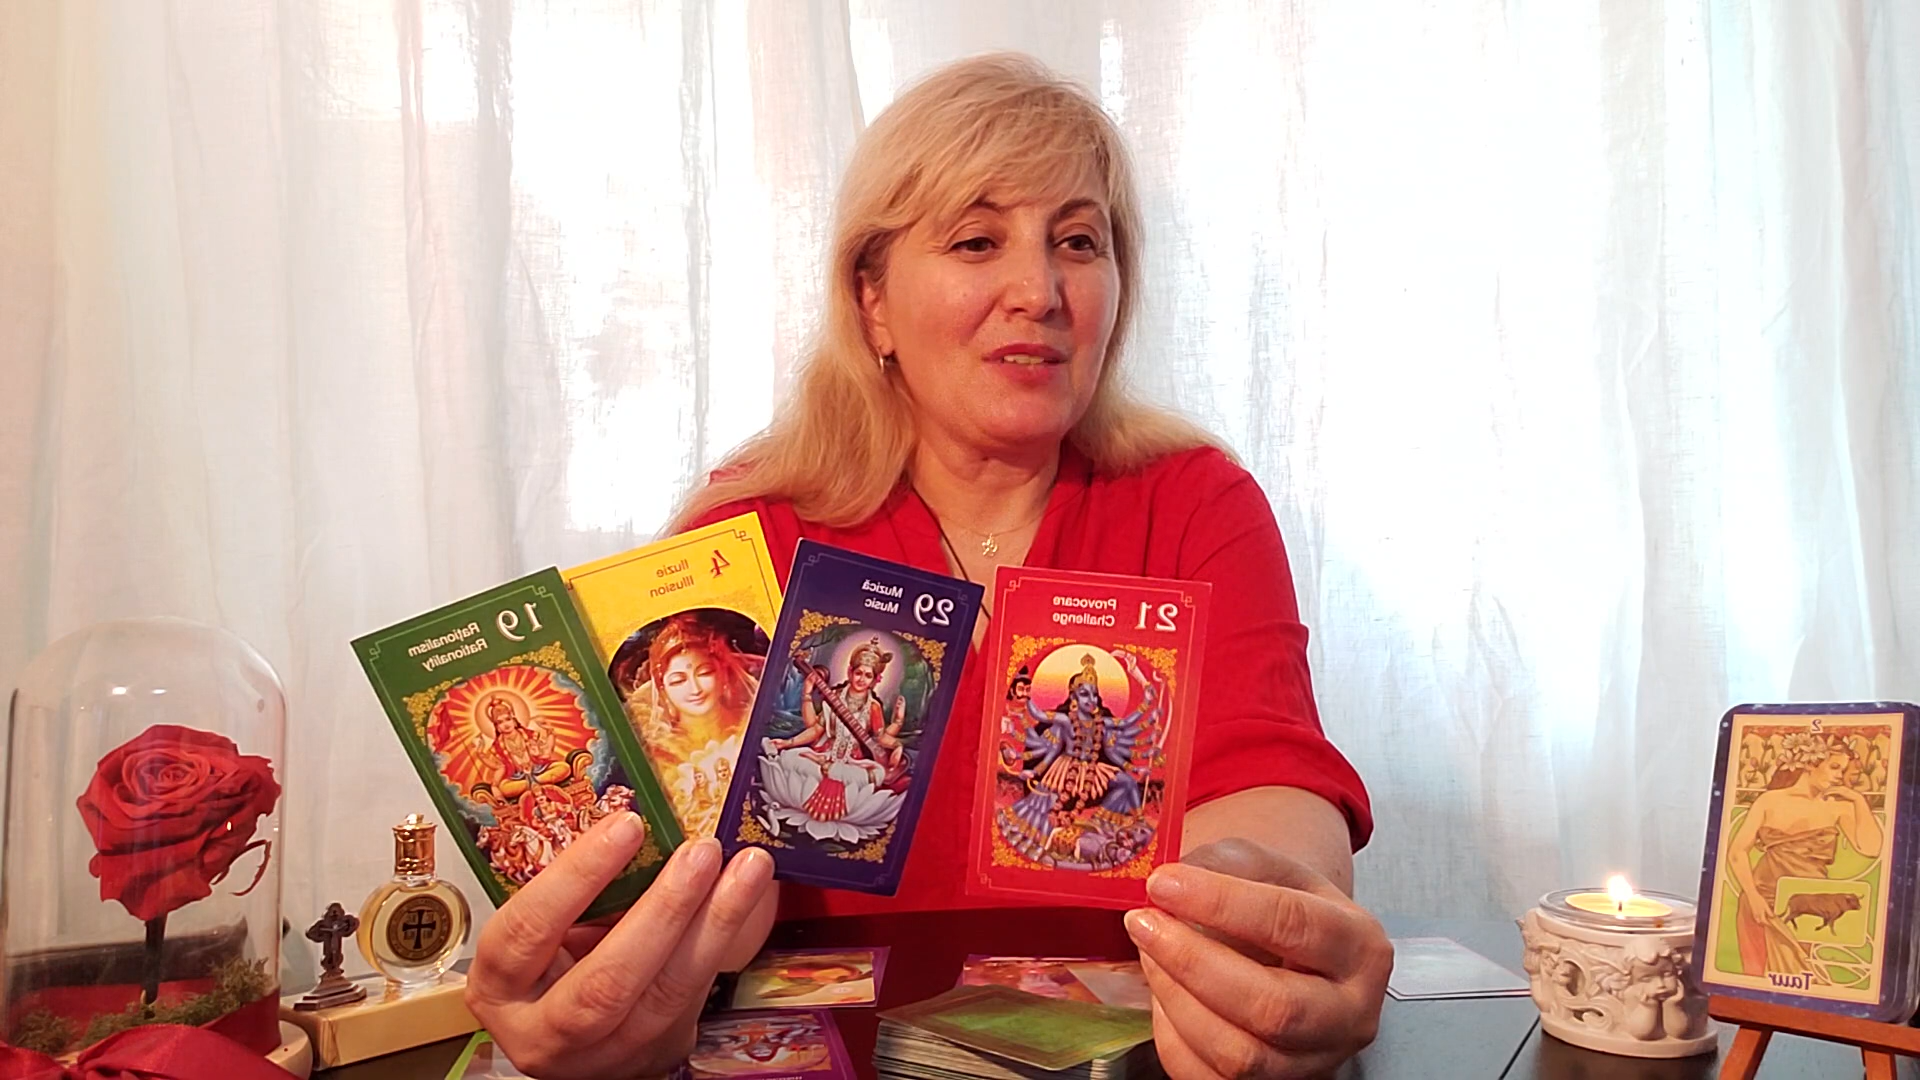 19
Raționalism
Rationality
4
Iluzie
Illusion
29
Muzică
Music
21
Provocare
Challenge
2
Taur